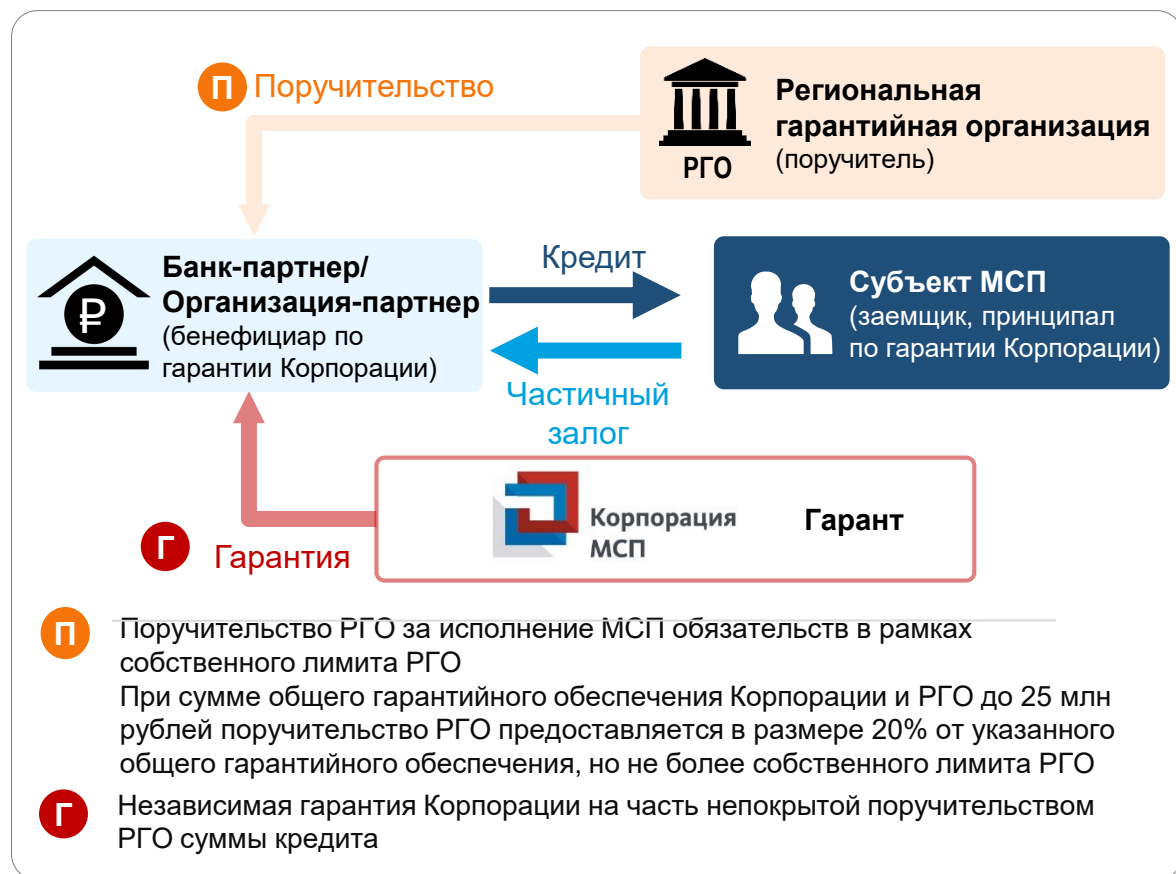 П Поручительство
Региональная
гарантийная организация
(поручитель)
РГО
Банк-партнер/
Организация-партнер
(бенефициар по
гарантии Корпорации)
₽
Кредит
Субъект МСП
(заемщик, принципал
по гарантии Корпорации)
Частичный
залог
Корпорация
МСП
Гарант
Г Гарантия
П Поручительство РГО за исполнение МСП обязательств в рамках
собственного лимита РГО
При сумме общего гарантийного обеспечения Корпорации и РГО до 25 млн
рублей поручительство РГО предоставляется в размере 20% от указанного
общего гарантийного обеспечения, но не более собственного лимита РГО
Г Независимая гарантия Корпорации на часть непокрытой поручительством
РГО суммы кредита